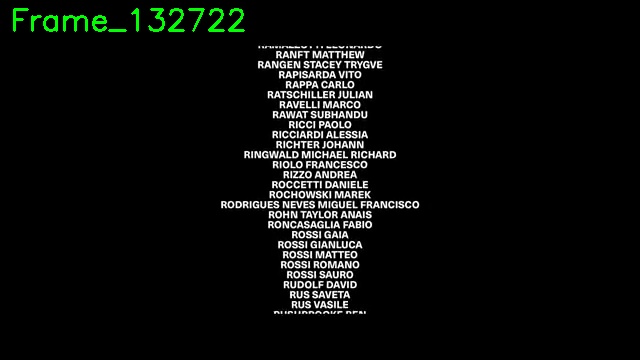 Frame_132722
RANFT MATTHEW
RANGEN STACEY TRYGVE
RAPISARDA VITO
RAPPA CARLO
RATSCHILLER JULIAN
RAVELLI MARCO
RAWAT SUBHANDU
RICCI PAOLO
RICCIARDI ALESSIA
RICHTER JOHANN
RINGWALD MICHAEL RICHARD
RIOLO FRANCESCO
RIZZO ANDREA
ROCCETTI DANIELE
ROCHOWSKI MAREK
RODRIGUES NEVES MIGUEL FRANCISCO
ROHN TAYLOR ANAIS
RONCASAGLIA FABIO
ROSSI GAIA
ROSSI GIANLUCA
ROSSI MATTEO
ROSSI ROMANO
ROSSI SAURO
RUDOLF DAVID
RUS SAVETA
RUS VASILE